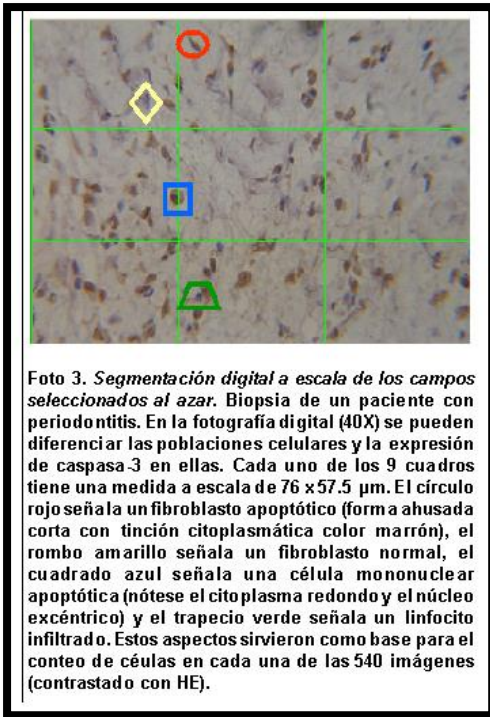 Foto 3. Segmentación digital a escala de los campos
seleccionados al azar. Biopsia de un paciente con
periodontitis. En la fotografía digital (40X) se pueden
diferenciar las poblaciones celulares y la expresión
de caspasa-3 en ellas. Cada uno de los 9 cuadros
tiene una medida a escala de 76 x 57.5 µm. El círculo
rojo señala un fibroblasto apoptótico (forma ahusada
corta con tinción citoplasmática color marrón), el
rombo amarillo señala un fibroblasto normal, el
cuadrado azul señala una célula mononuclear
apoptótica (nótese el citoplasma redondo y el núcleo
excéntrico) y el trapecio verde señala un linfocito
infiltrado. Estos aspectos sirvieron como base para el
conteo de céulas en cada una de las 540 imágenes
(contrastado con HE).